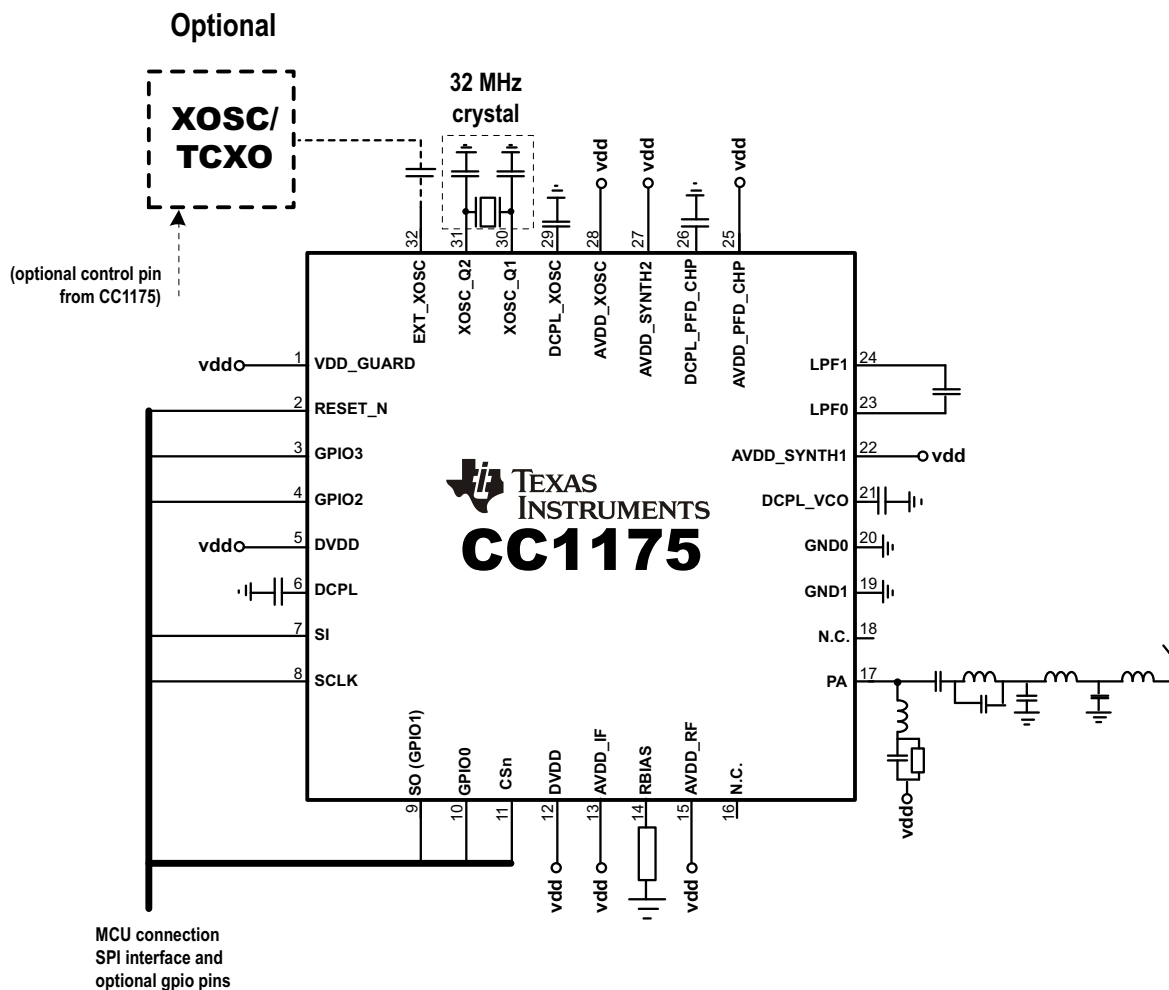 Optional
XOSC/
TCXO
32 MHz
crystal
(optional control pin
from CC1175)
vdd
vdd
vdd
32
31
30
29
28
27
26
25
EXT_XOSC
XOSC_Q2
XOSC_Q1
DCPL_XOSC
AVDD_XOSC
AVDD_SYNTH2
DCPL_PFD_CHP
AVDD_PFD_CHP
vdd
1
VDD_GUARD
2
RESET_N
3
GPIO3
4
GPIO2
vdd
5
DVDD
6
DCPL
7
SI
8
SCLK
TEXAS
INSTRUMENTS
CC1175
LPF1
24
LPF0
23
AVDD_SYNTH1
22
vdd
DCPL_VCO
21
GND0
20
GND1
19
N.C.
18
PA
17
vdd
SO (GPIO1)
GPIO0
CSn
DVDD
AVDD_IF
RBIAS
AVDD_RF
N.C.
9
10
11
12
13
14
15
16
vdd
vdd
vdd
MCU connection
SPI interface and
optional gpio pins